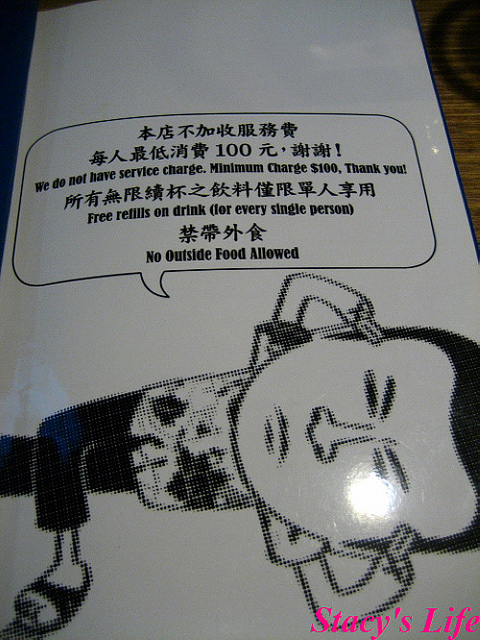 本店不加收服務費
每人最低消費 100 元，謝謝！
We do not have service charge. Minimum Charge $100, Thank you!
所有無限續杯之飲料僅限單人享用
Free refills on drink (for every single person)
禁帶外食
No Outside Food Allowed
Stacy's Life